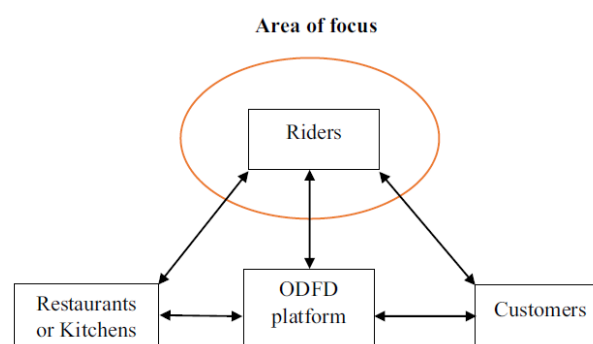 Area of focus
Riders
Restaurants
or Kitchens
ODFD
platform
Customers